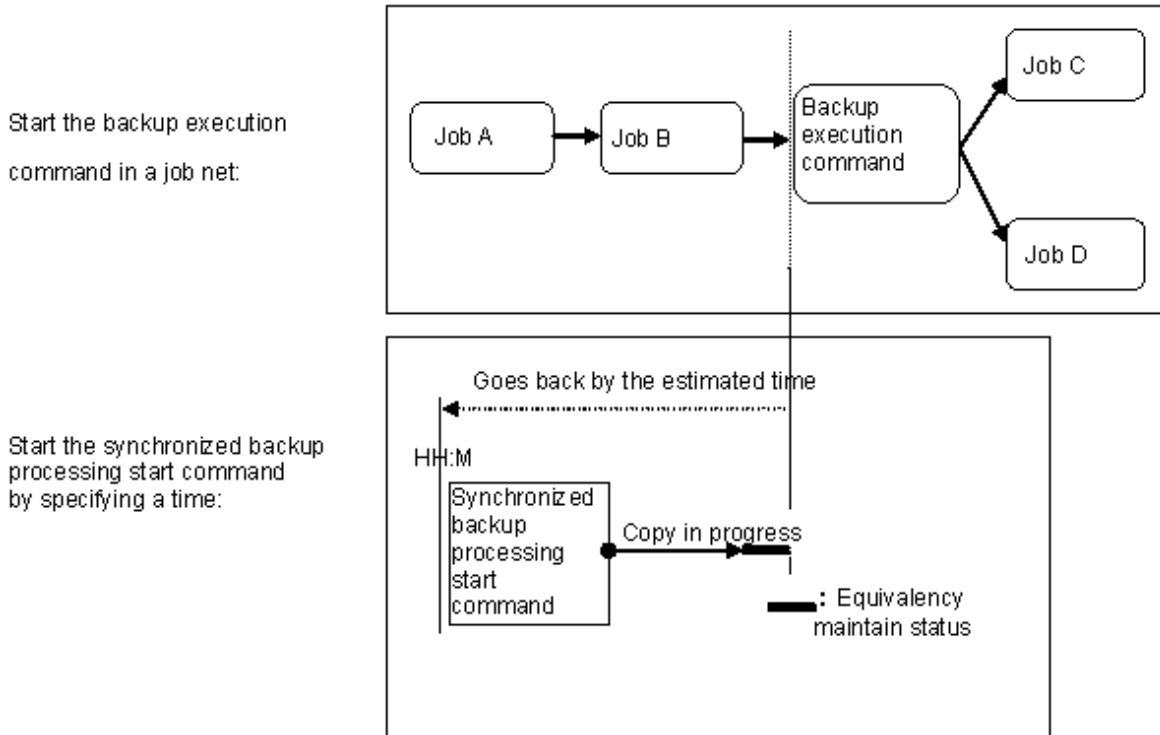 Start the backup execution
command in a job net:
Job A
Job B
Backup
execution
command
Job C
Job D
Goes back by the estimated time
Start the synchronized backup
processing start command
by specifying a time:
HH:M
Synchronized
backup
processing
start
command
Copy in progress
: Equivalency
maintain status